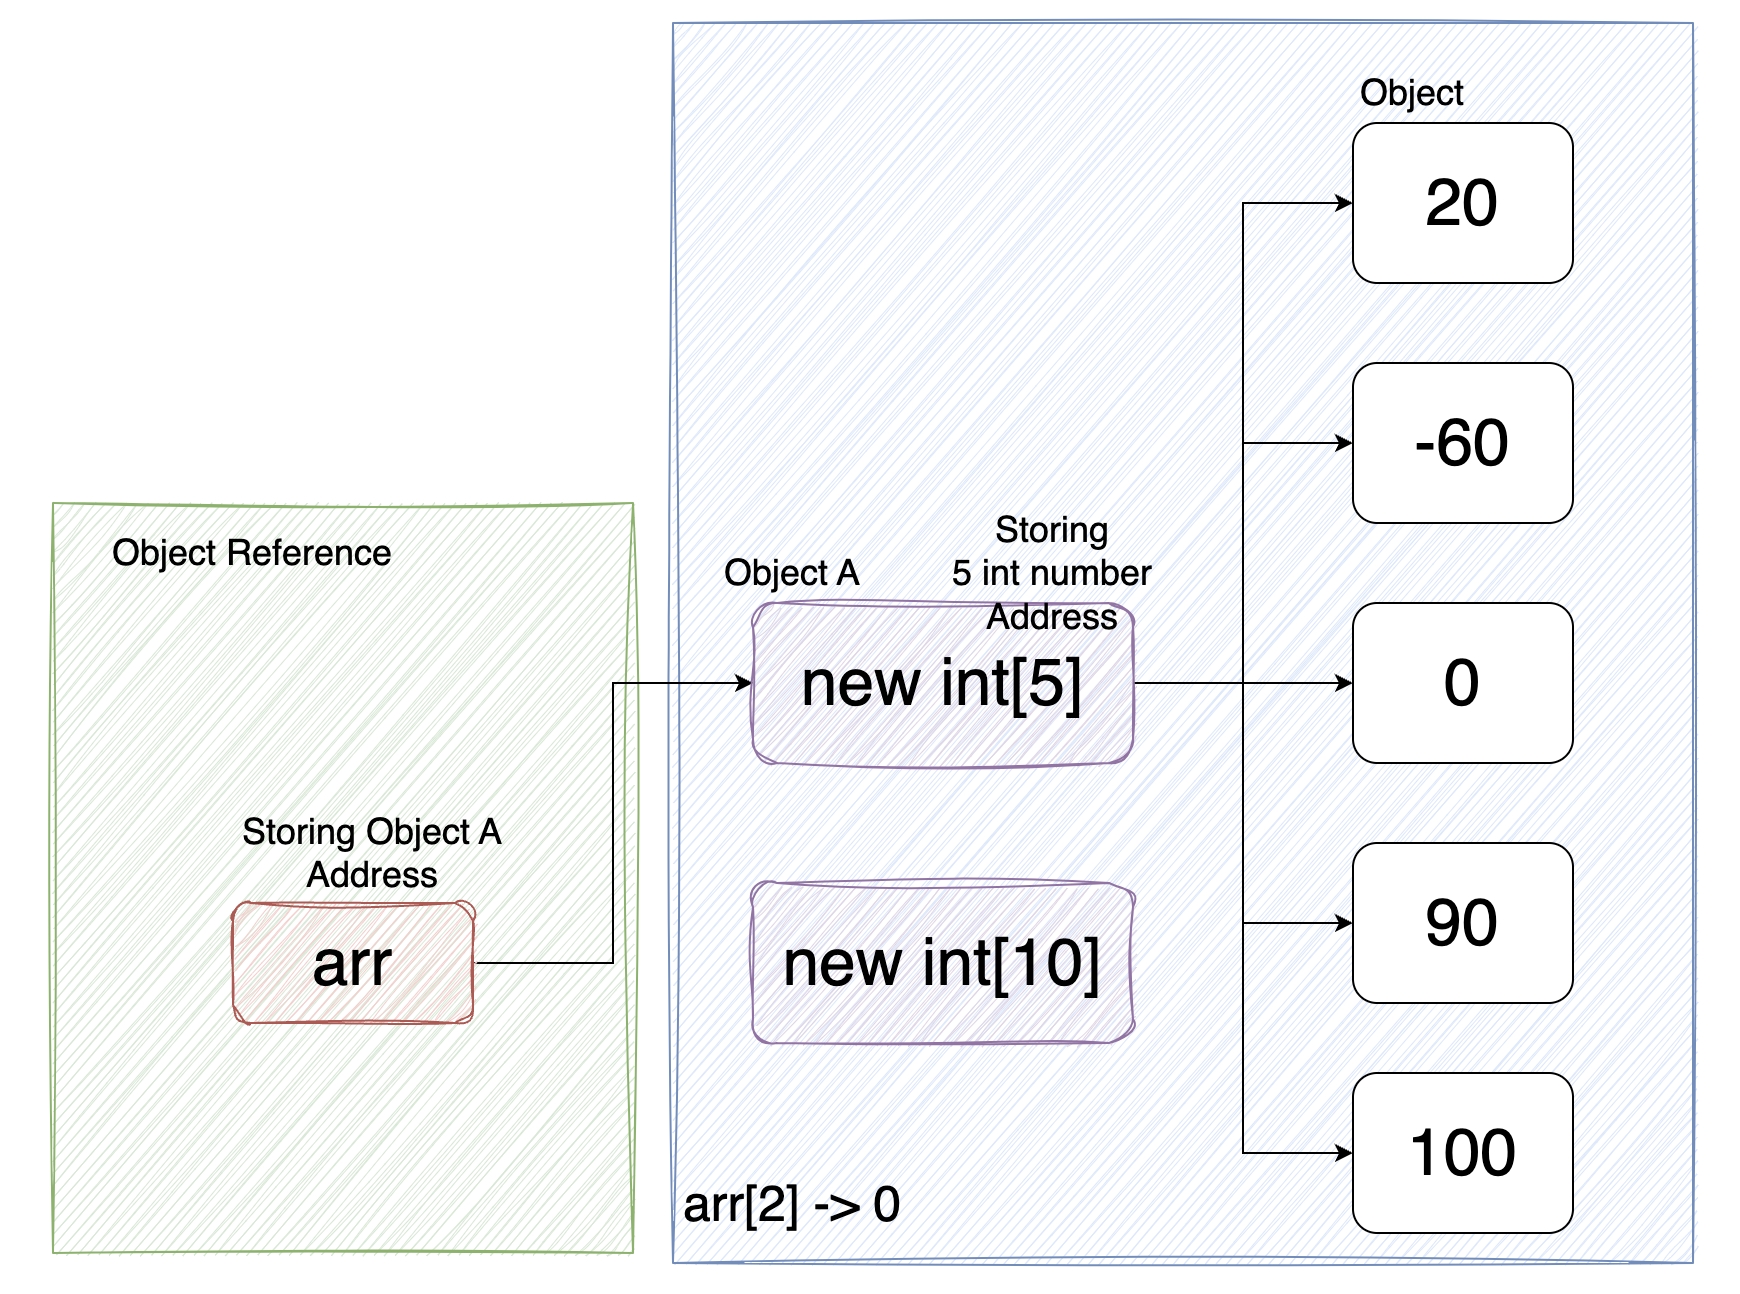 Object
20
-60
Object Reference
Object A
Storing
5 int number
Address
new int[5]
0
Storing Object A
Address
arr
new int[10]
90
100
arr[2] -> 0